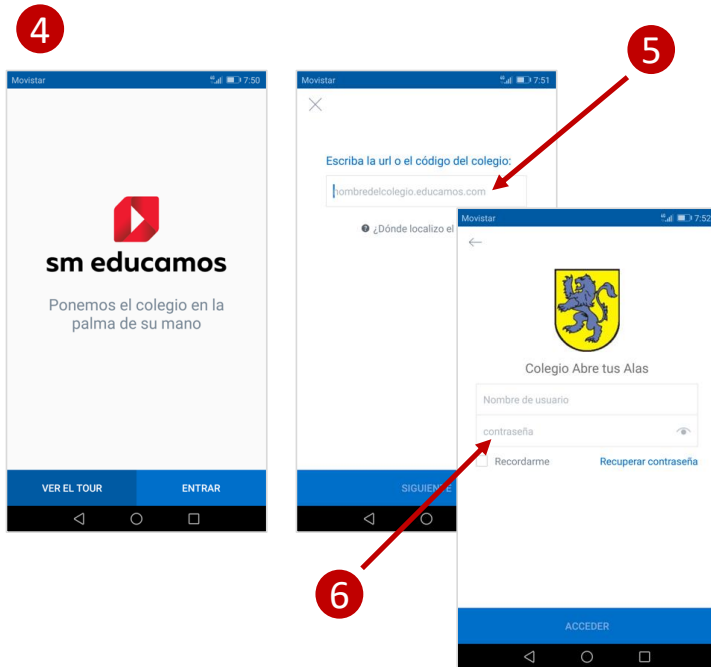 4
Movistar 7:50
sm educamos
Ponemos el colegio en la
palma de su mano
VER EL TOUR ENTRAR
5
Movistar 7:51
Escriba la url o el código del colegio:
nombredelcolegio.educamos.com
¿Dónde localizo el
SIGUIENTE
6
Movistar 7:52
Colegio Abre tus Alas
Nombre de usuario
contraseña
Recordarme Recuperar contraseña
ACCEDER